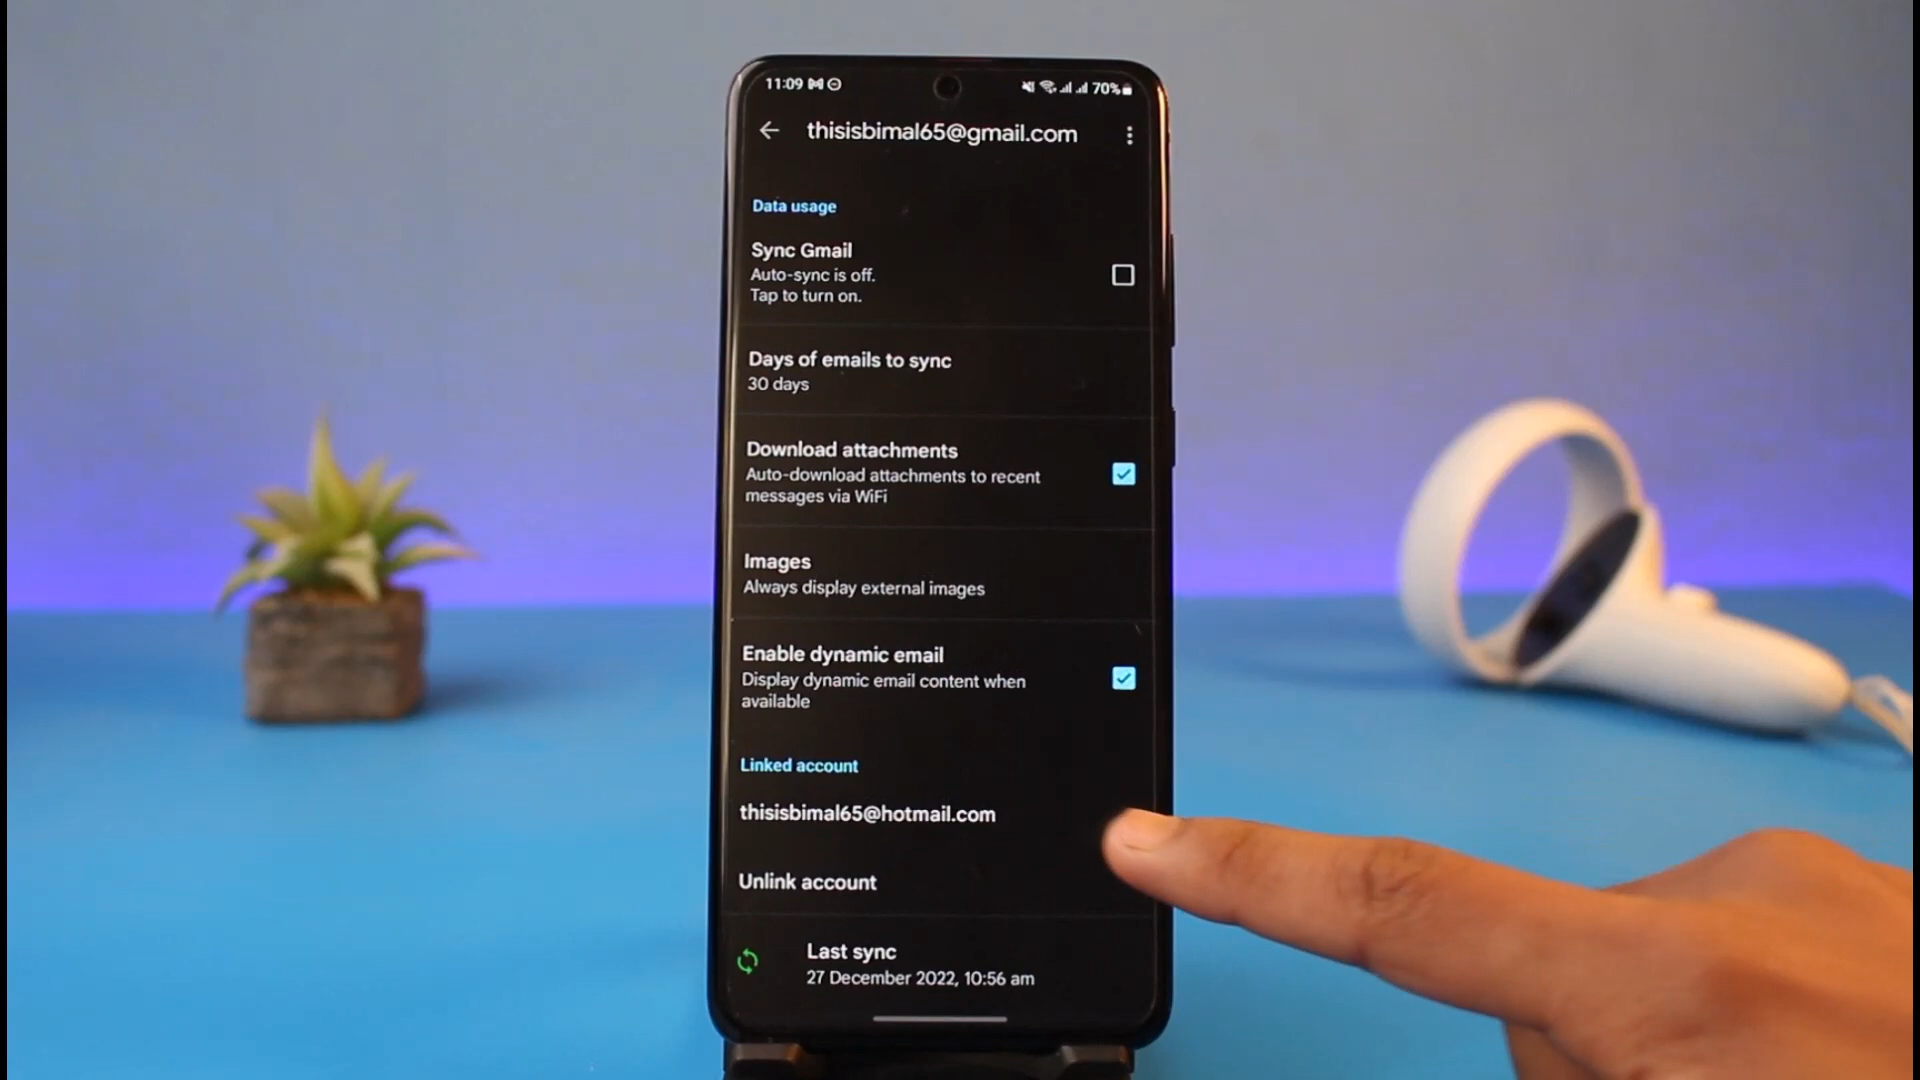 11:09 70%
thisisbimal65@gmail.com
Data usage
Sync Gmail
Auto-sync is off.
Tap to turn on.
Days of emails to sync
30 days
Download attachments
Auto-download attachments to recent
messages via WiFi
Images
Always display external images
Enable dynamic email
Display dynamic email content when
available
Linked account
thisisbimal65@hotmail.com
Unlink account
Last sync
27 December 2022, 10:56 am